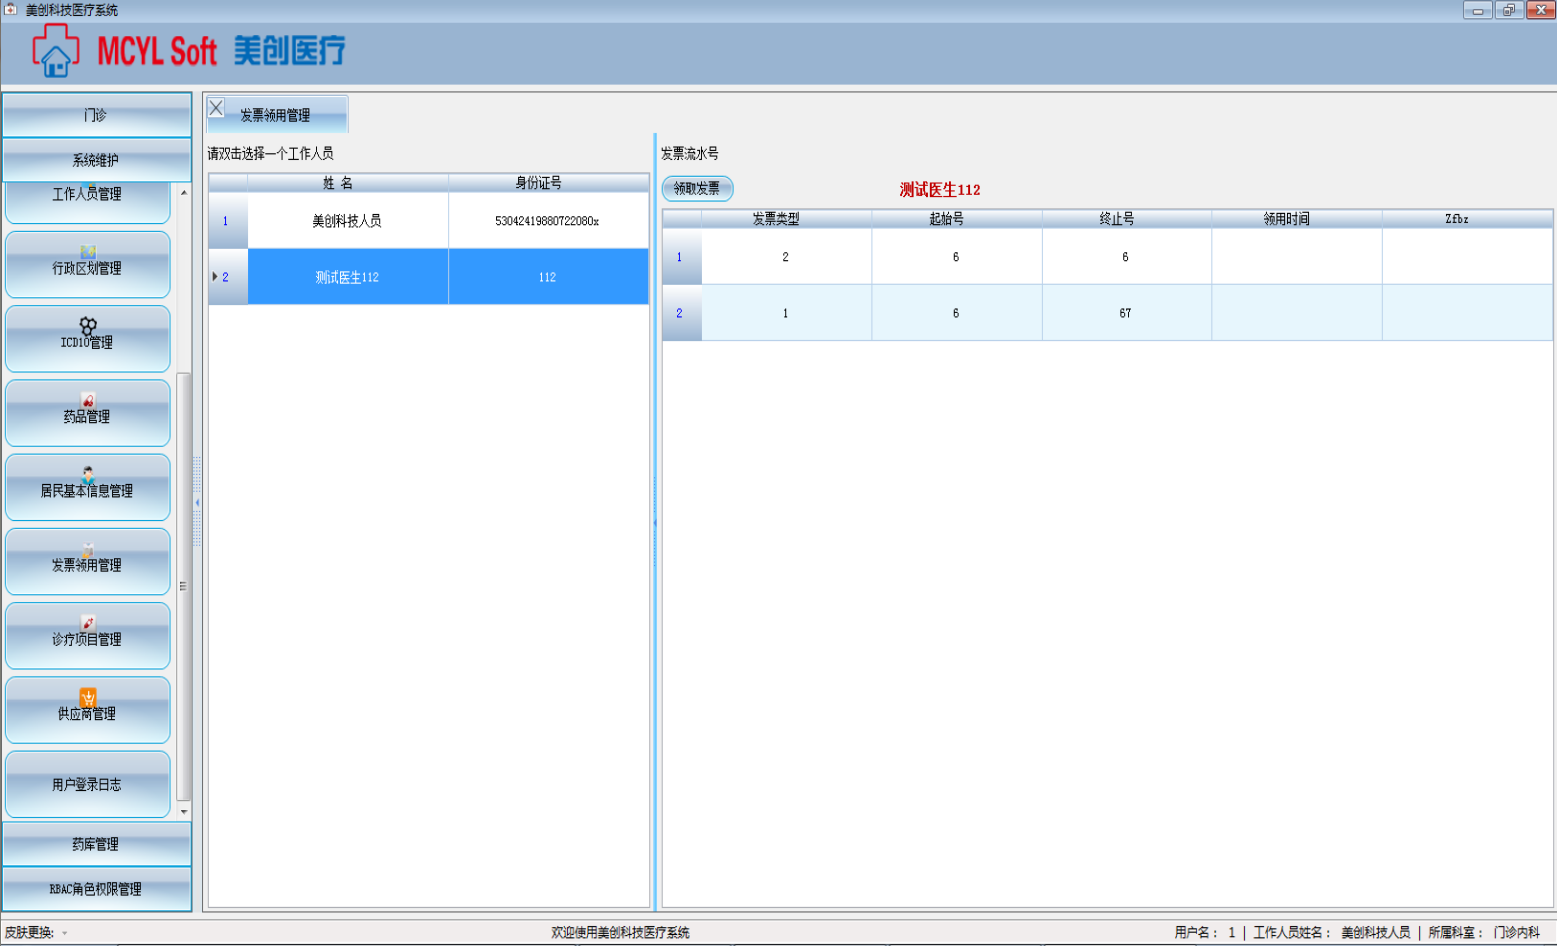 美创科技医疗系统
MCYL Soft 美创医疗
门诊
系统维护
工作人员管理
行政区划管理
ICD10管理
药品管理
居民基本信息管理
发票领用管理
诊疗项目管理
供应商管理
用户登录日志
药库管理
RBAC角色权限管理
发票领用管理
请双击选择一个工作人员
姓 名 身份证号
1 美创科技人员 53042419880722080x
2 测试医生112 112
发票流水号
领取发票 测试医生112
发票类型 起始号 终止号 领用时间 Zfbz
1 2 6 6
2 1 6 67
皮肤更换: 欢迎使用美创科技医疗系统 用户名: 1 | 工作人员姓名: 美创科技人员 | 所属科室: 门诊内科